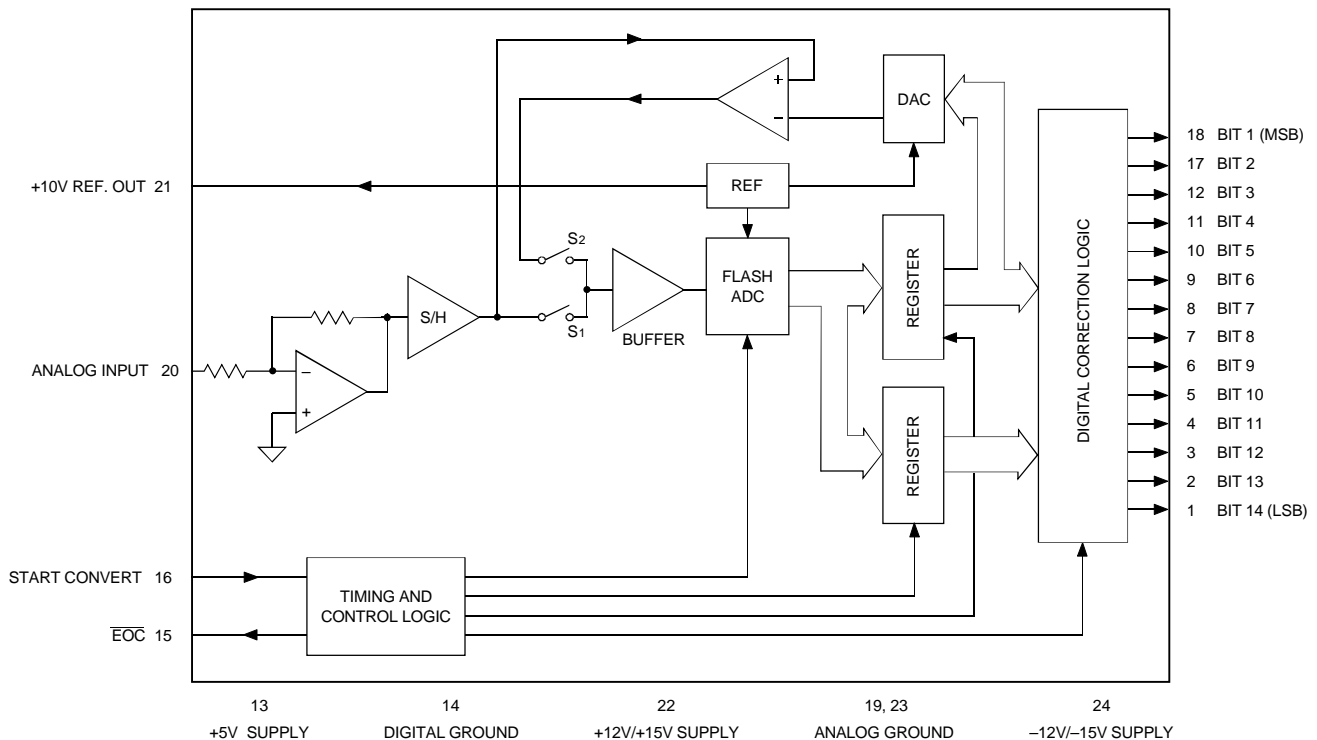 +
DAC
–
18 BIT 1 (MSB)
17 BIT 2
+10V REF. OUT 21
REF
12 BIT 3
11 BIT 4
S2
10 BIT 5
FLASH
ADC
REGISTER
9 BIT 6
S/H
8 BIT 7
S1
BUFFER
7 BIT 8
DIGITAL CORRECTION LOGIC
ANALOG INPUT 20
–
6 BIT 9
+
5 BIT 10
4 BIT 11
REGISTER
3 BIT 12
2 BIT 13
1 BIT 14 (LSB)
START CONVERT 16
TIMING AND
CONTROL LOGIC
EOC 15
13
+5V SUPPLY
14
DIGITAL GROUND
22
+12V/+15V SUPPLY
19, 23
ANALOG GROUND
24
–12V/–15V SUPPLY